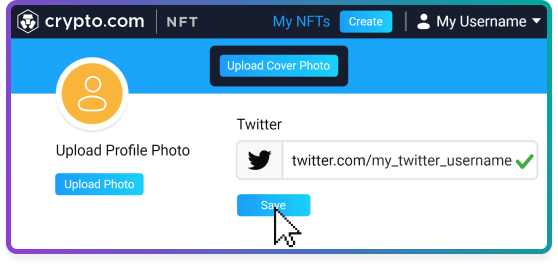 crypto.com NFT My NFTs Create My Username
Upload Cover Photo
Twitter
twitter.com/my_twitter_username
Upload Profile Photo
Upload Photo
Save